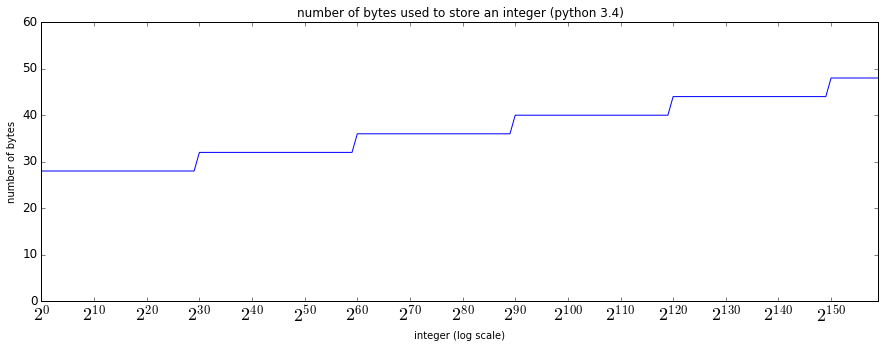 number of bytes used to store an integer (python 3.4)
60
50
40
30
20
10
0
number of bytes
2^0 2^10 2^20 2^30 2^40 2^50 2^60 2^70 2^80 2^90 2^100 2^110 2^120 2^130 2^140 2^150
integer (log scale)